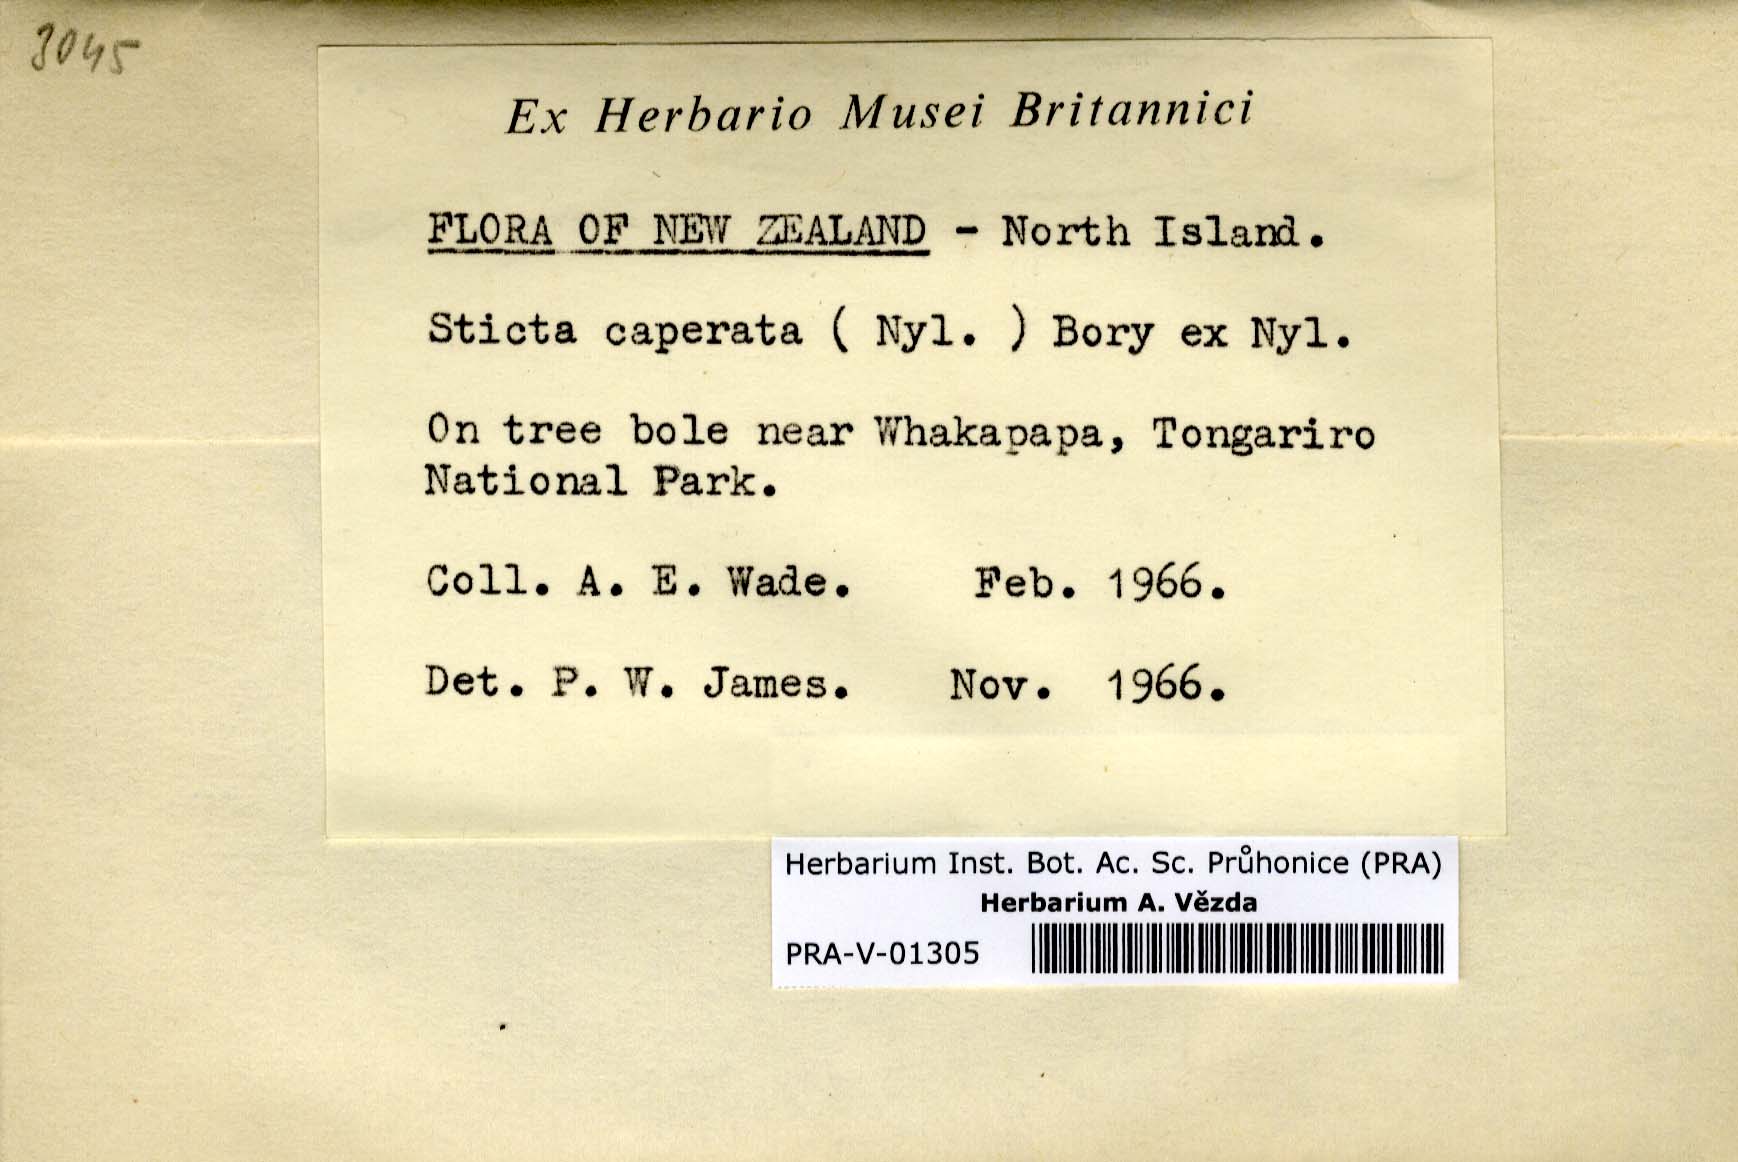 3045
Ex Herbario Musei Britannici
FLORA OF NEW ZEALAND - North Island.
Sticta caperata ( Nyl. ) Bory ex Nyl.
On tree bole near Whakapapa, Tongariro
National Park.
Coll. A. E. Wade. Feb. 1966.
Det. P. W. James. Nov. 1966.
Herbarium Inst. Bot. Ac. Sc. Průhonice (PRA)
Herbarium A. Vězda
PRA-V-01305